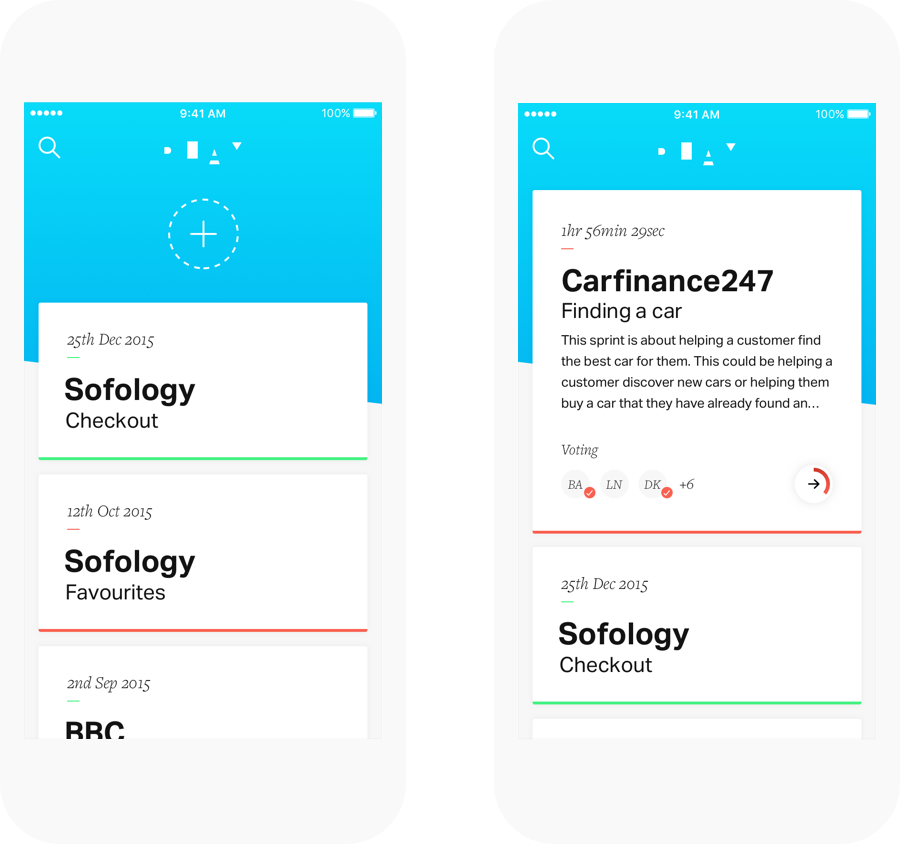 9:41 AM
100%
25th Dec 2015
Sofology
Checkout
12th Oct 2015
Sofology
Favourites
2nd Sep 2015
BBC
9:41 AM
100%
1hr 56min 29sec
Carfinance247
Finding a car
This sprint is about helping a customer find
the best car for them. This could be helping a
customer discover new cars or helping them
buy a car that they have already found an...
Voting
BA LN DK +6
25th Dec 2015
Sofology
Checkout